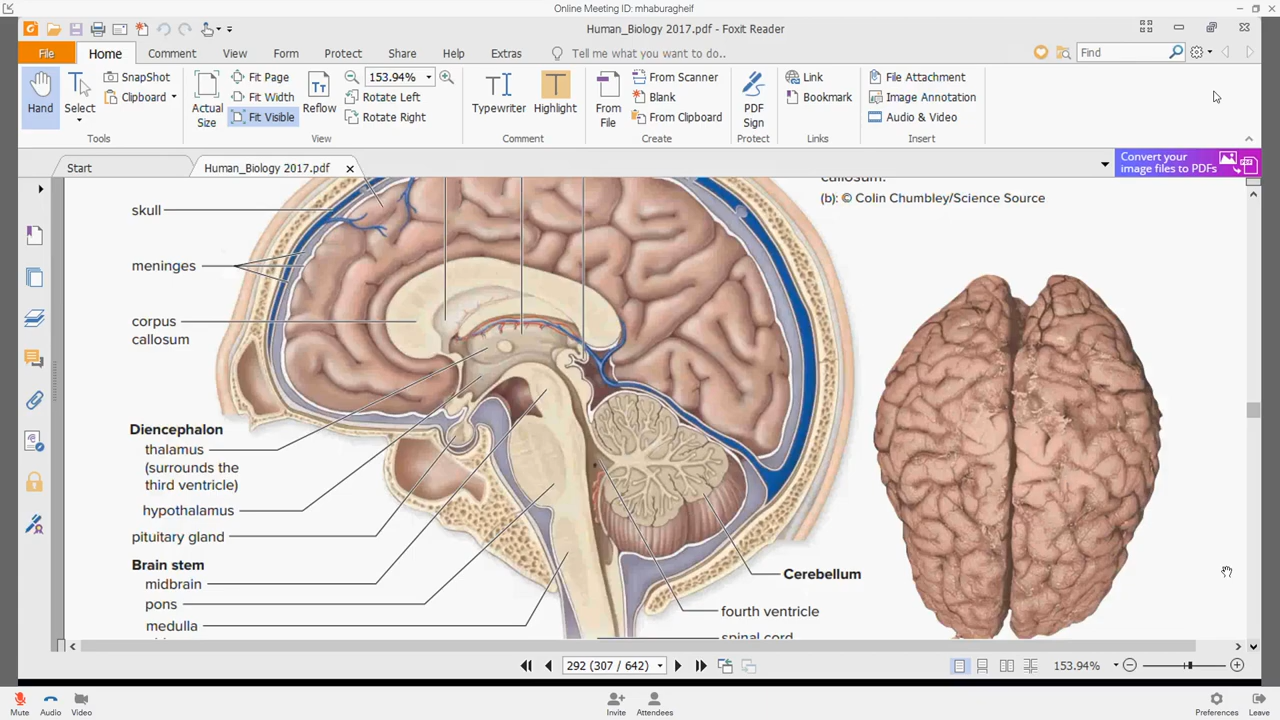 Online Meeting ID: mhaburagheif
Human_Biology 2017.pdf - Foxit Reader
File Home Comment View Form Protect Share Help Extras Tell me what you want to do.. Find
Hand
Select
SnapShot
Clipboard
Tools
Actual Size
Fit Page
Fit Width
Fit Visible
Reflow
153.94%
Rotate Left
Rotate Right
View
Typewriter
Highlight
Comment
From File
From Scanner
Blank
From Clipboard
Create
PDF Sign
Protect
Link
Bookmark
Links
File Attachment
Image Annotation
Audio & Video
Insert
Start
Human_Biology 2017.pdf
Convert your
image files to PDFs
callosum.
(b): © Colin Chumbley/Science Source
skull
meninges
corpus
callosum
Diencephalon
thalamus
(surrounds the
third ventricle)
hypothalamus
pituitary gland
Brain stem
midbrain
pons
medulla
Cerebellum
fourth ventricle
spinal cord
292 (307 / 642)
153.94%
Mute
Audio
Video
Invite
Attendees
Preferences
Leave